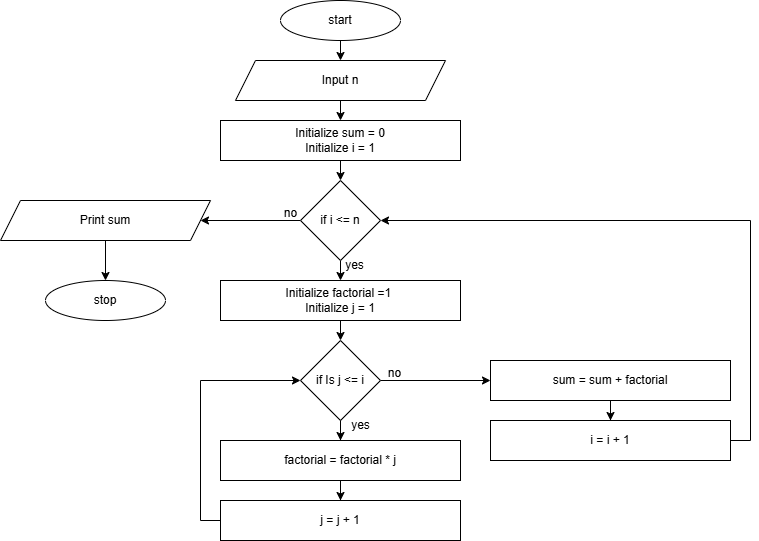 start
Input n
Initialize sum = 0
Initialize i = 1
if i <= n
no
Print sum
stop
yes
Initialize factorial =1
Initialize j = 1
if Is j <= i
no
sum = sum + factorial
i = i + 1
yes
factorial = factorial * j
j = j + 1